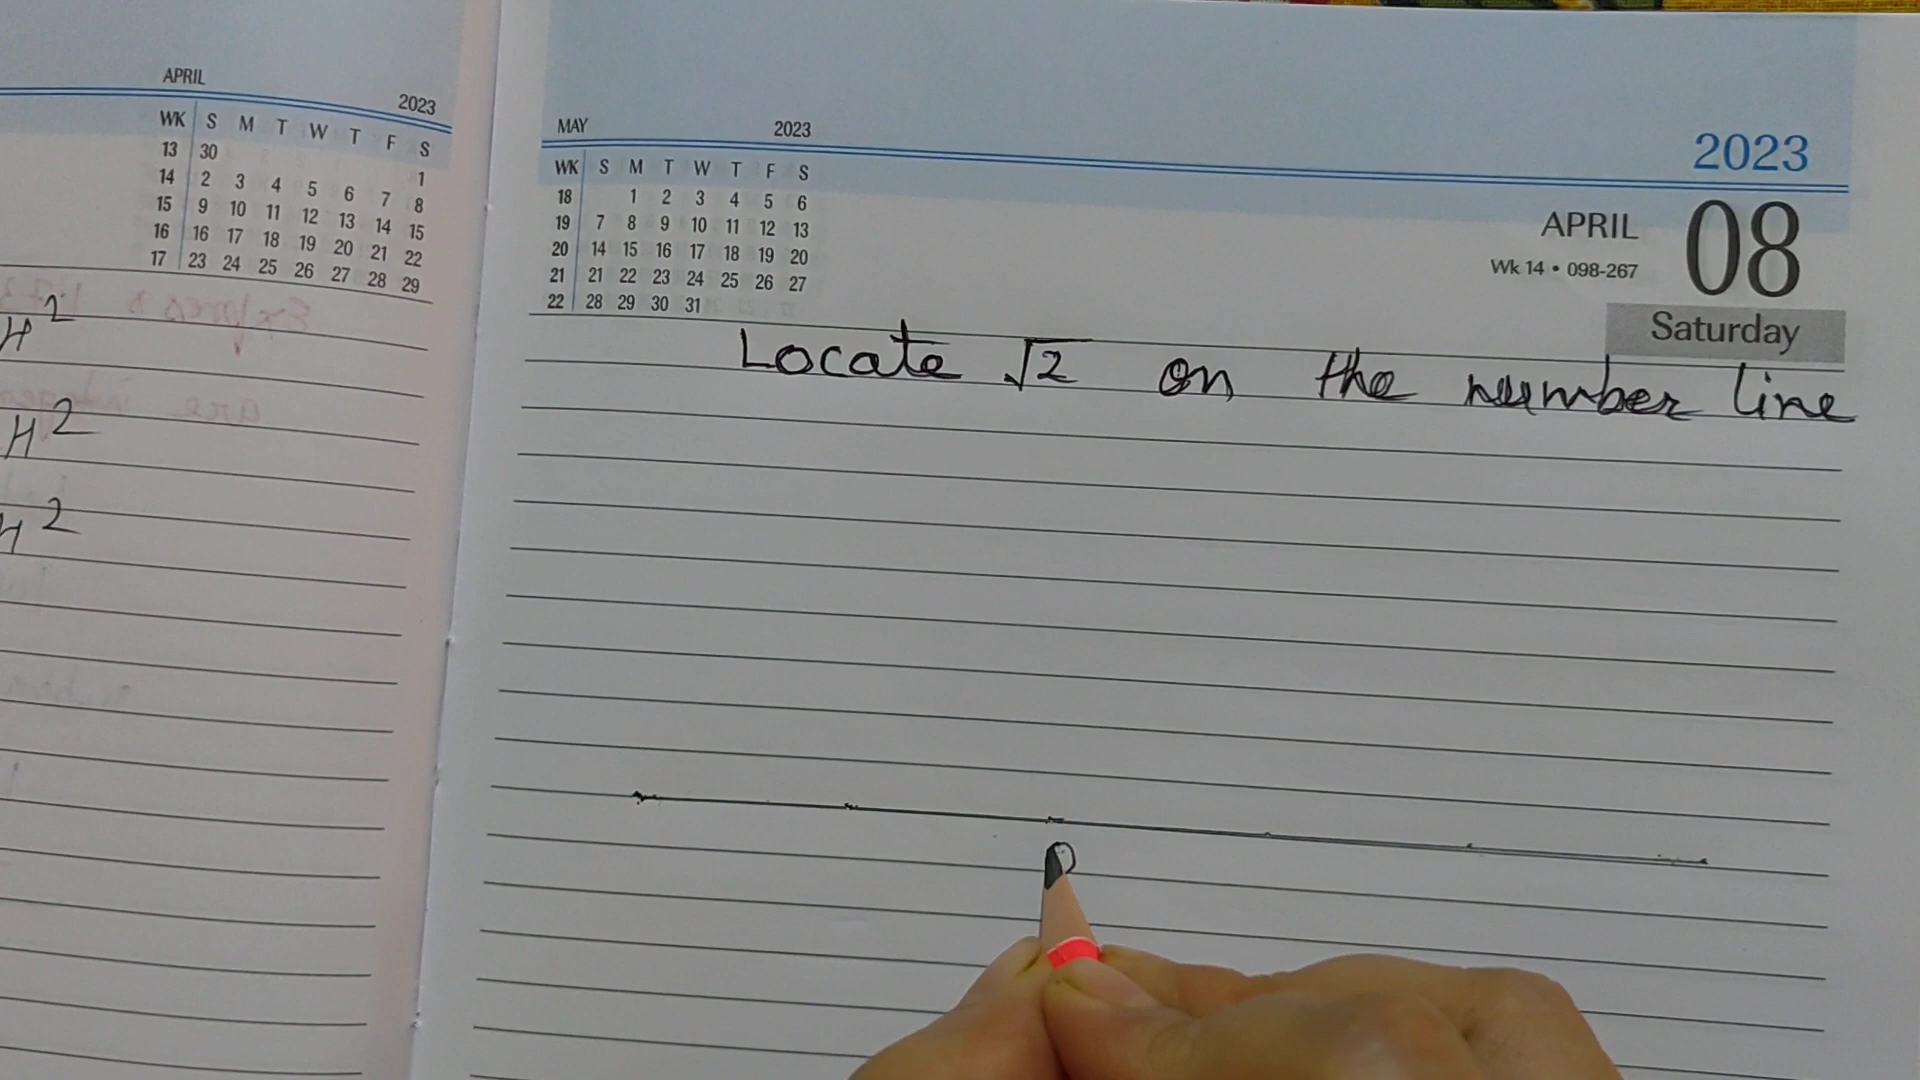 APRIL 2023
WK S M T W T F S
13 30 1
14 2 3 4 5 6 7 8
15 9 10 11 12 13 14 15
16 16 17 18 19 20 21 22
17 23 24 25 26 27 28 29
H²
H²
H²
MAY 2023
WK S M T W T F S
18 1 2 3 4 5 6
19 7 8 9 10 11 12 13
20 14 15 16 17 18 19 20
21 21 22 23 24 25 26 27
22 28 29 30 31
2023
APRIL 08
Wk 14 • 098-267
Saturday
Locate √2 on the number line
0